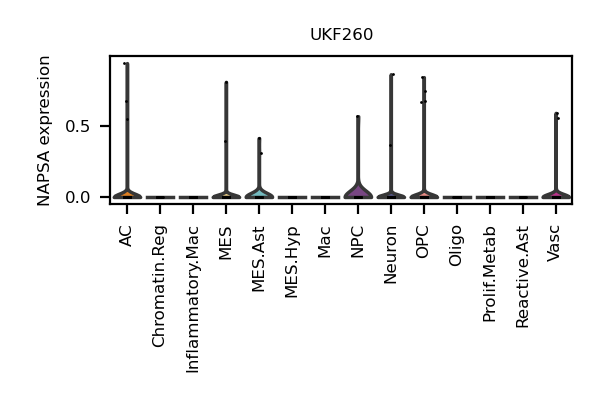 UKF260
NAPSA expression
0.5
0.0
AC
Chromatin.Reg
Inflammatory.Mac
MES
MES.Ast
MES.Hyp
Mac
NPC
Neuron
OPC
Oligo
Prolif.Metab
Reactive.Ast
Vasc